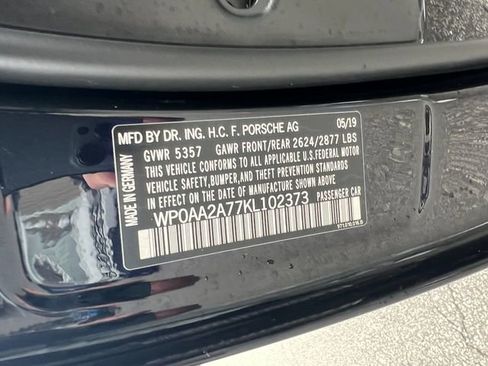 MFD BY DR. ING. H.C. F. PORSCHE AG 05/19
GVWR 5357 GAWR FRONT/REAR 2624/2877 LBS
THIS VEHICLE CONFORMS TO ALL APPLICABLE U.S.FEDERAL MOTOR
VEHICLE SAFETY,BUMPER,AND THEFT PREVENTION STANDARDS
IN EFFECT ON THE DATE OF MANUFACTURE SHOWN ABOVE.
WP0AA2A77KL102373 PASSENGER CAR
MADE IN GERMANY